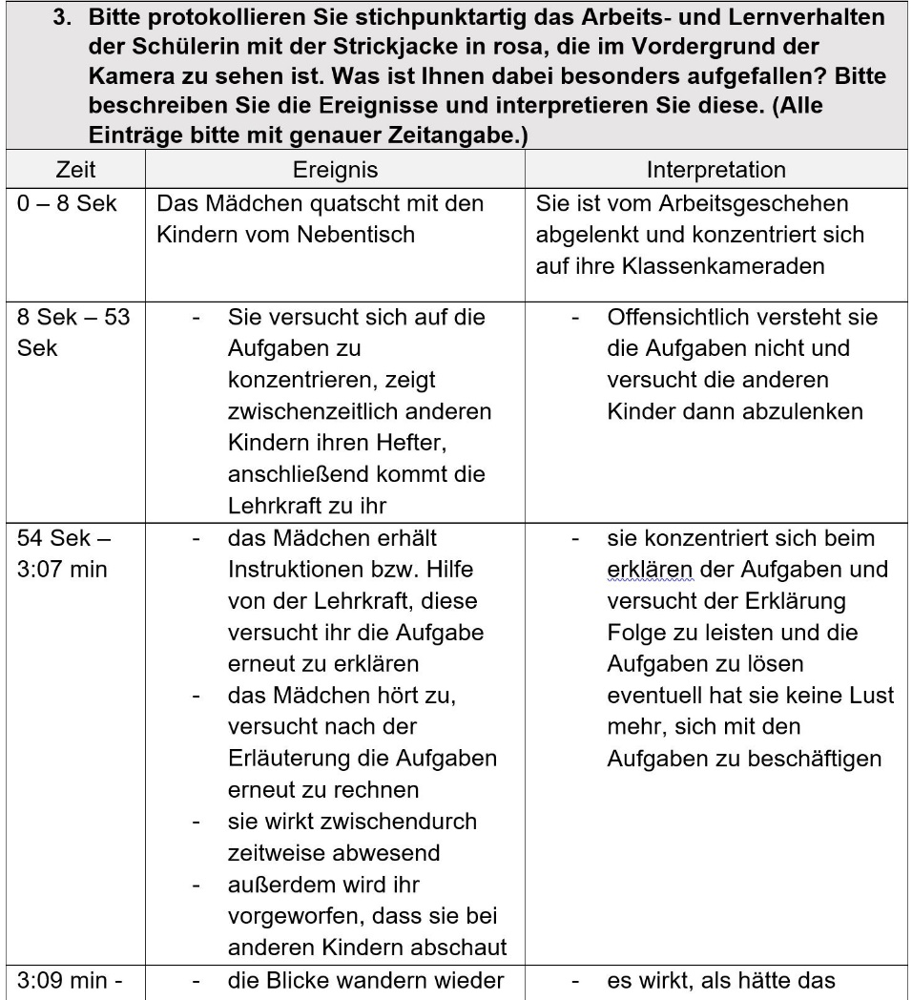 3. Bitte protokollieren Sie stichpunktartig das Arbeits- und Lernverhalten
der Schülerin mit der Strickjacke in rosa, die im Vordergrund der
Kamera zu sehen ist. Was ist Ihnen dabei besonders aufgefallen? Bitte
beschreiben Sie die Ereignisse und interpretieren Sie diese. (Alle
Einträge bitte mit genauer Zeitangabe.)
Zeit
Ereignis
Interpretation
0 – 8 Sek
Das Mädchen quatscht mit den
Kindern vom Nebentisch
Sie ist vom Arbeitsgeschehen
abgelenkt und konzentriert sich
auf ihre Klassenkameraden
8 Sek – 53
Sek
- Sie versucht sich auf die
Aufgaben zu
konzentrieren, zeigt
zwischenzeitlich anderen
Kindern ihren Hefter,
anschließend kommt die
Lehrkraft zu ihr
- Offensichtlich versteht sie
die Aufgaben nicht und
versucht die anderen
Kinder dann abzulenken
54 Sek –
3:07 min
- das Mädchen erhält
Instruktionen bzw. Hilfe
von der Lehrkraft, diese
versucht ihr die Aufgabe
erneut zu erklären
- das Mädchen hört zu,
versucht nach der
Erläuterung die Aufgaben
erneut zu rechnen
- sie wirkt zwischendurch
zeitweise abwesend
- außerdem wird ihr
vorgeworfen, dass sie bei
anderen Kindern abschaut
- sie konzentriert sich beim
erklären der Aufgaben und
versucht der Erklärung
Folge zu leisten und die
Aufgaben zu lösen
eventuell hat sie keine Lust
mehr, sich mit den
Aufgaben zu beschäftigen
3:09 min -
- die Blicke wandern wieder
- es wirkt, als hätte das